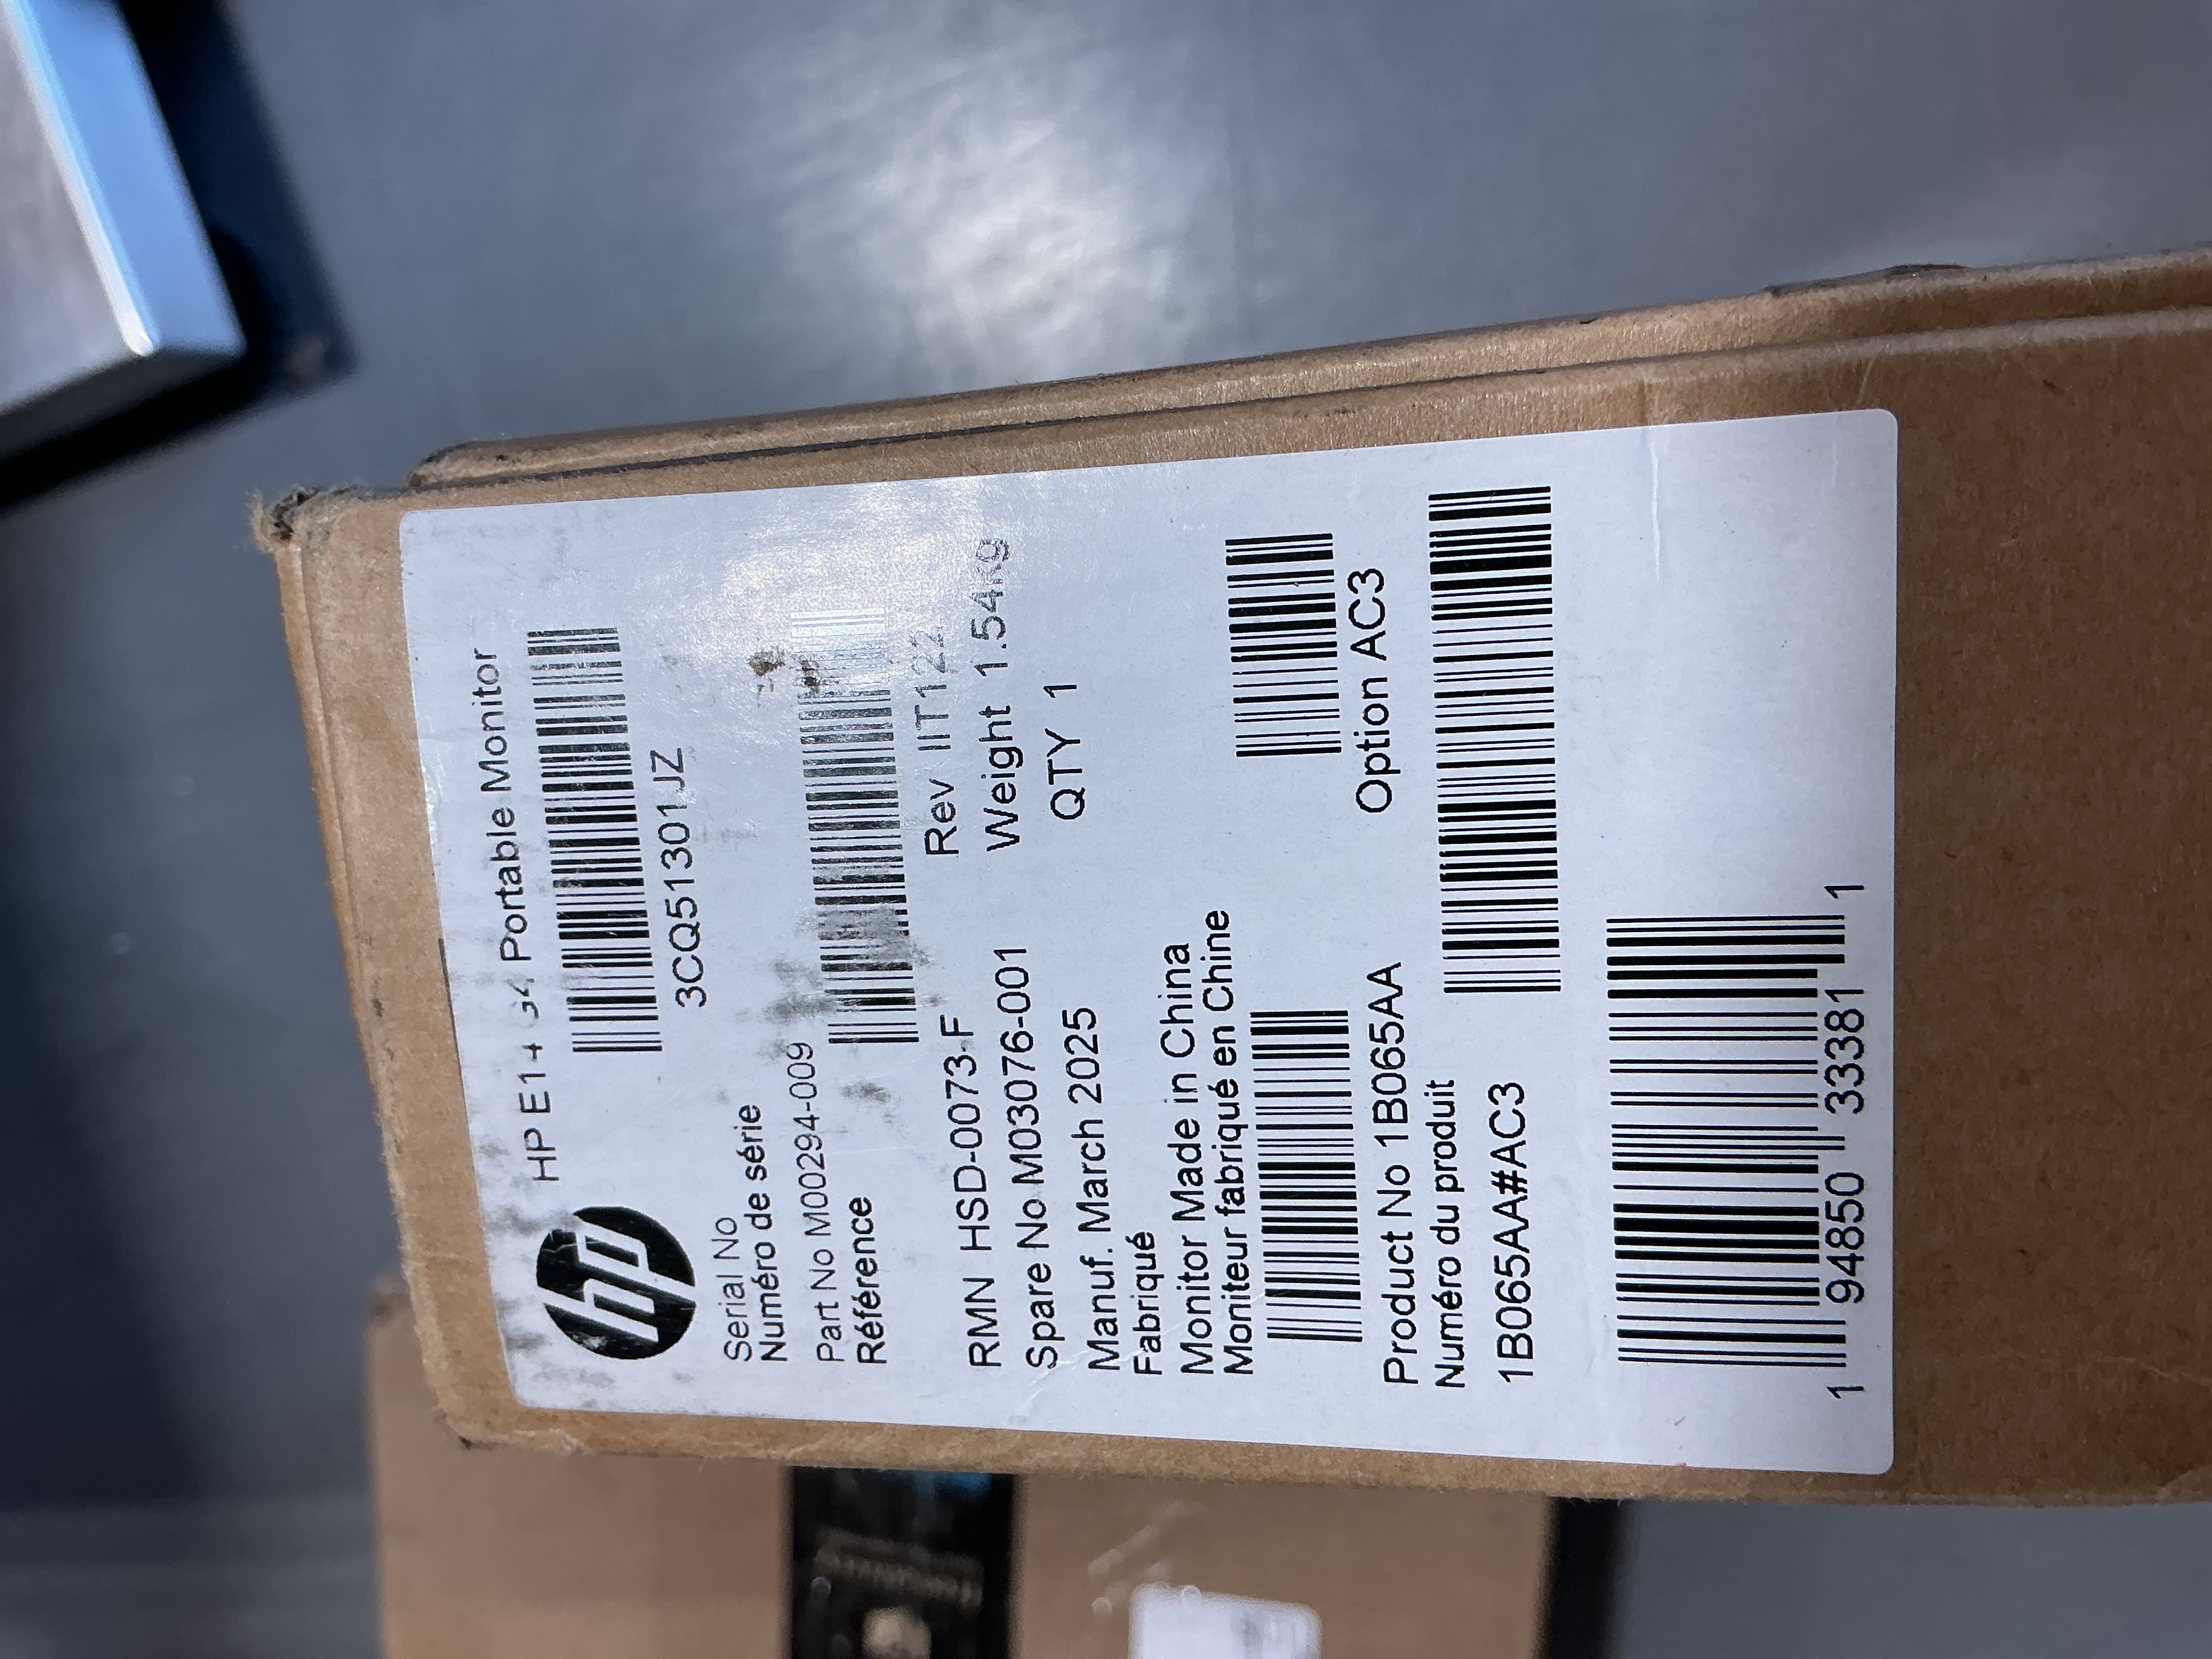 hp
HP E14 G4 Portable Monitor
3CQ51301JZ
Serial No
Numéro de série
Part No M00294-009
Référence
RMN HSD-0073-F
Rev IIT122
Spare No M03076-001
Weight 1.54kg
Manuf. March 2025
QTY 1
Fabriqué
Monitor Made in China
Moniteur fabriqué en Chine
Product No 1B065AA
Option AC3
Numéro du produit
1B065AA#AC3
1 94850 33381 1